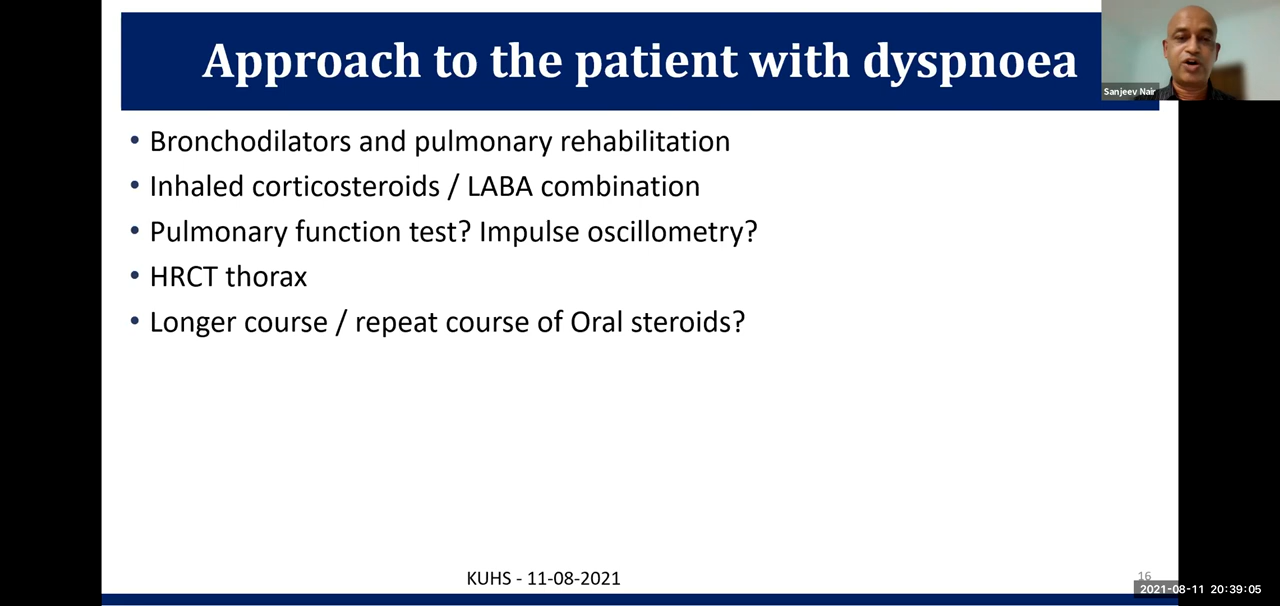 Approach to the patient with dyspnoea
Sanjeev Nair
• Bronchodilators and pulmonary rehabilitation
• Inhaled corticosteroids / LABA combination
• Pulmonary function test? Impulse oscillometry?
• HRCT thorax
• Longer course / repeat course of Oral steroids?
KUHS - 11-08-2021
16
2021-08-11 20:39:05